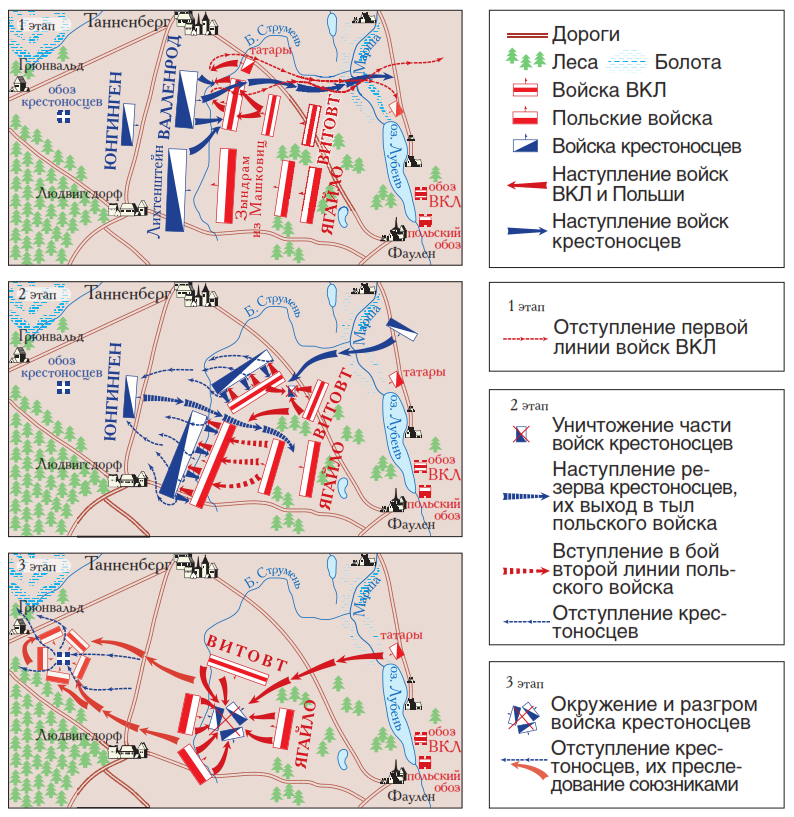 1 этап
Танненберг
Б. Струмень
татары
Марша
Грюнвальд
обоз
крестоносцев
ЮНГИНГЕН
ВАЛЛЕНРОД
Лихтенштейн
Зындрам
из Машковиц
ВИТОВТ
ЯГАЙЛО
оз. Лубень
обоз
ВКЛ
польский
обоз
Людвигсдорф
Фаулен
Дороги
Леса
Болота
Войска ВКЛ
Польские войска
Войска крестоносцев
Наступление войск
ВКЛ и Польши
Наступление войск
крестоносцев
2 этап
Танненберг
Б. Струмень
Марша
Грюнвальд
обоз
крестоносцев
ЮНГИНГЕН
ВИТОВТ
ЯГАЙЛО
татары
оз. Лубень
обоз
ВКЛ
польский
обоз
Людвигсдорф
Фаулен
1 этап
Отступление первой
линии войск ВКЛ
2 этап
Уничтожение части
войск крестоносцев
Наступление ре-
зерва крестоносцев,
их выход в тыл
польского войска
Вступление в бой
второй линии поль-
ского войска
Отступление крес-
тоносцев
3 этап
Танненберг
Б. Струмень
Марша
Грюнвальд
ВИТОВТ
татары
ЯГАЙЛО
оз. Лубень
обоз
ВКЛ
польский
обоз
Людвигсдорф
Фаулен
3 этап
Окружение и разгром
войска крестоносцев
Отступление крес-
тоносцев, их пресле-
дование союзниками